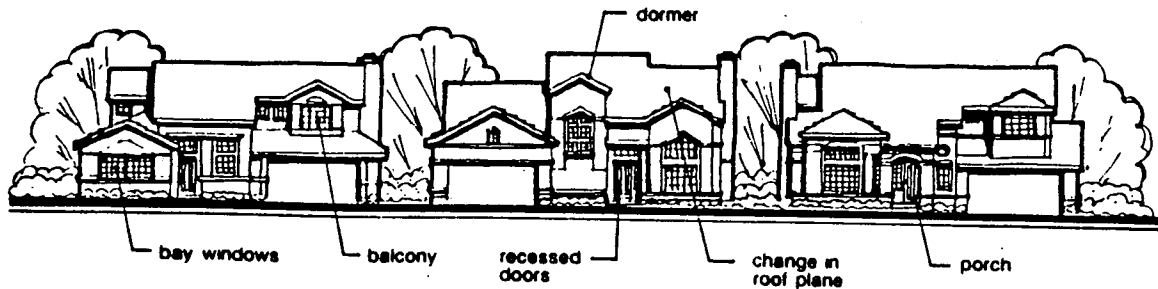 dormer
bay windows
balcony
recessed
doors
change in
roof plane
porch